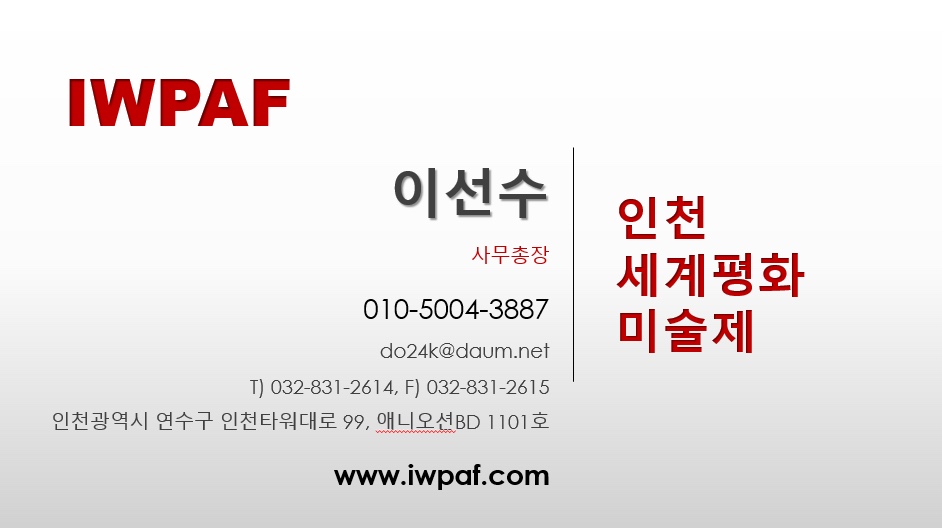 IWPAF
이선수
사무총장
010-5004-3887
do24k@daum.net
T) 032-831-2614, F) 032-831-2615
인천광역시 연수구 인천타워대로 99, 애니오션BD 1101호
www.iwpaf.com
인천
세계평화
미술제